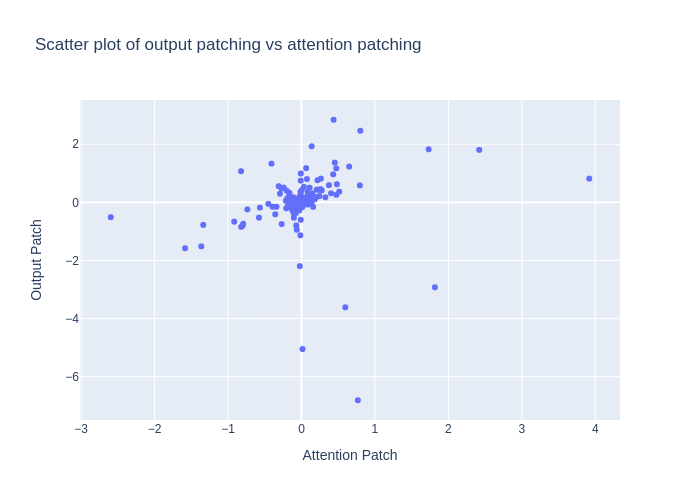 Scatter plot of output patching vs attention patching
2
0
−2
−4
−6
Output Patch
−3 −2 −1 0 1 2 3 4
Attention Patch